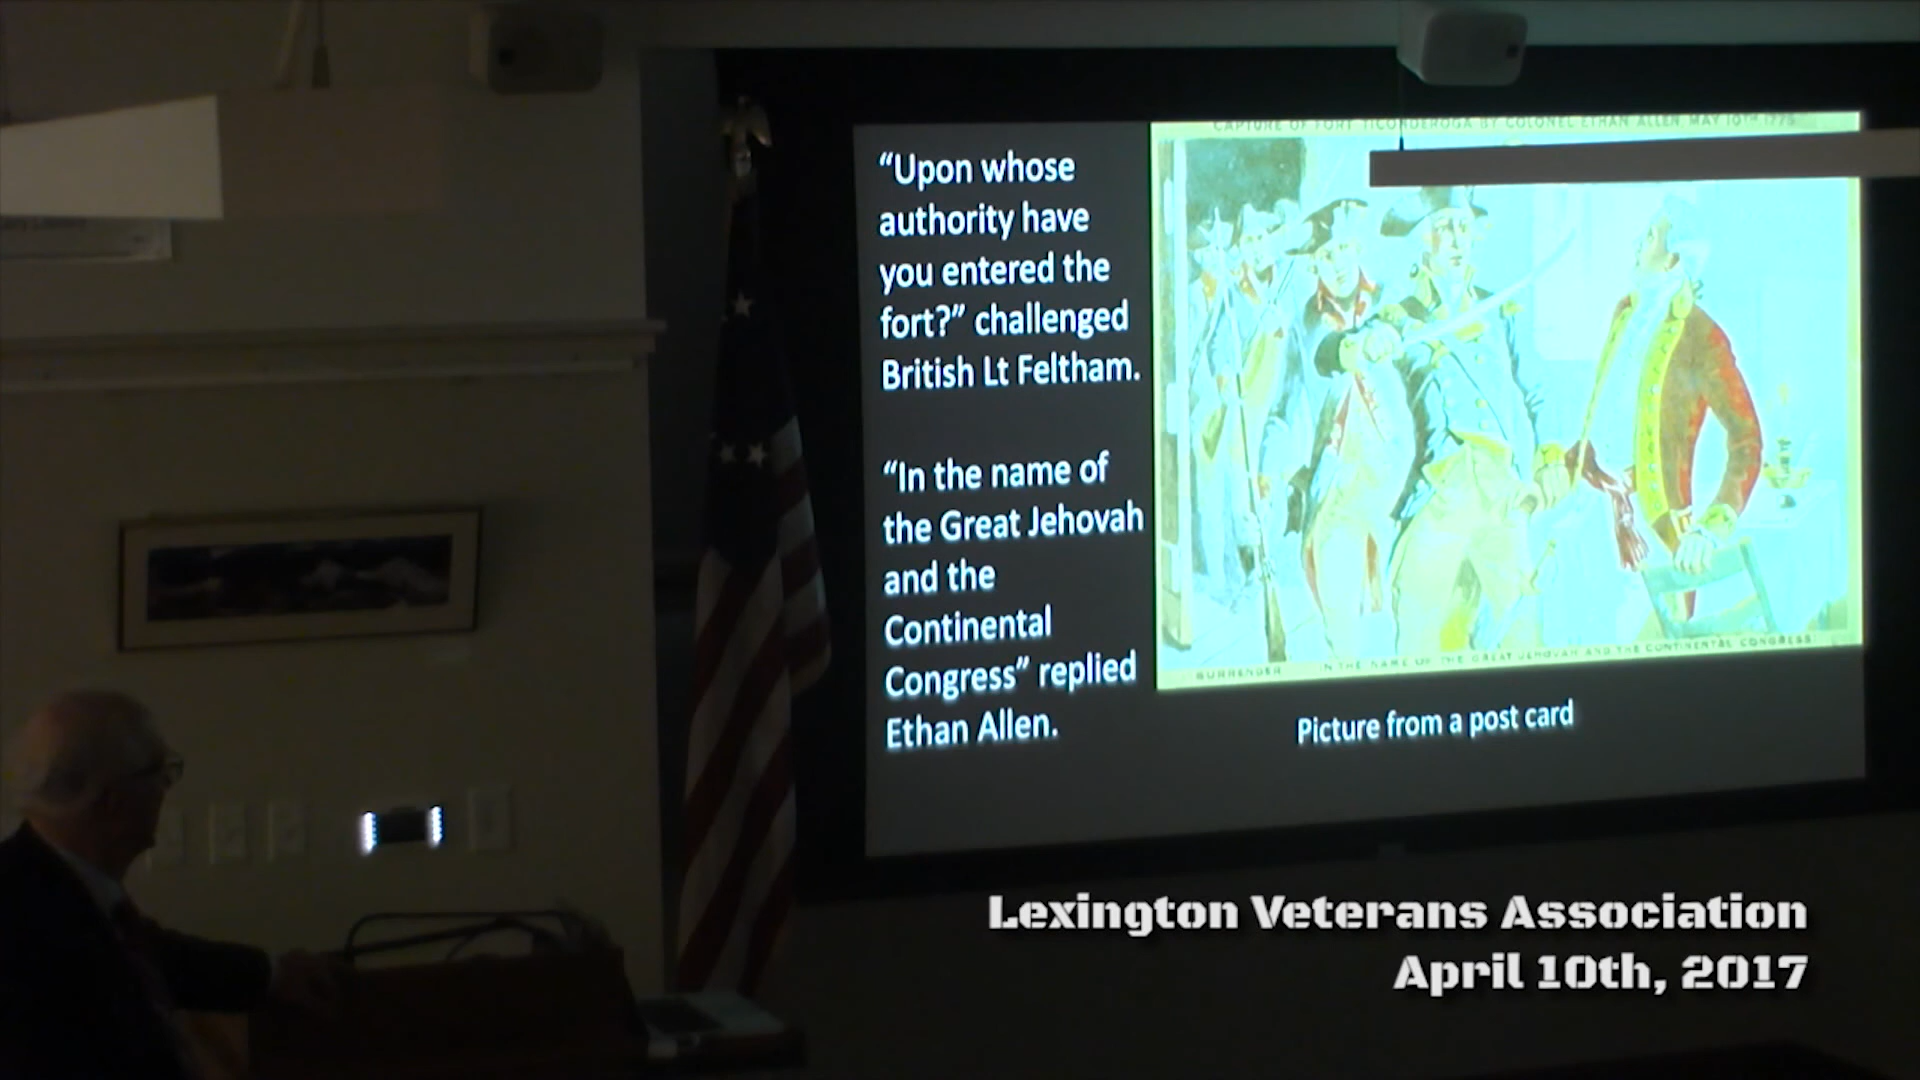 CAPTURE OF FORT TICONDEROGA BY COLONEL ETHAN ALLEN MAY 10TH 1775
“Upon whose
authority have
you entered the
fort?” challenged
British Lt Feltham.
“In the name of
the Great Jehovah
and the
Continental
Congress” replied
Ethan Allen.
SURRENDER IN THE NAME OF THE GREAT JEHOVAH AND THE CONTINENTAL CONGRESS
Picture from a post card
Lexington Veterans Association
April 10th, 2017